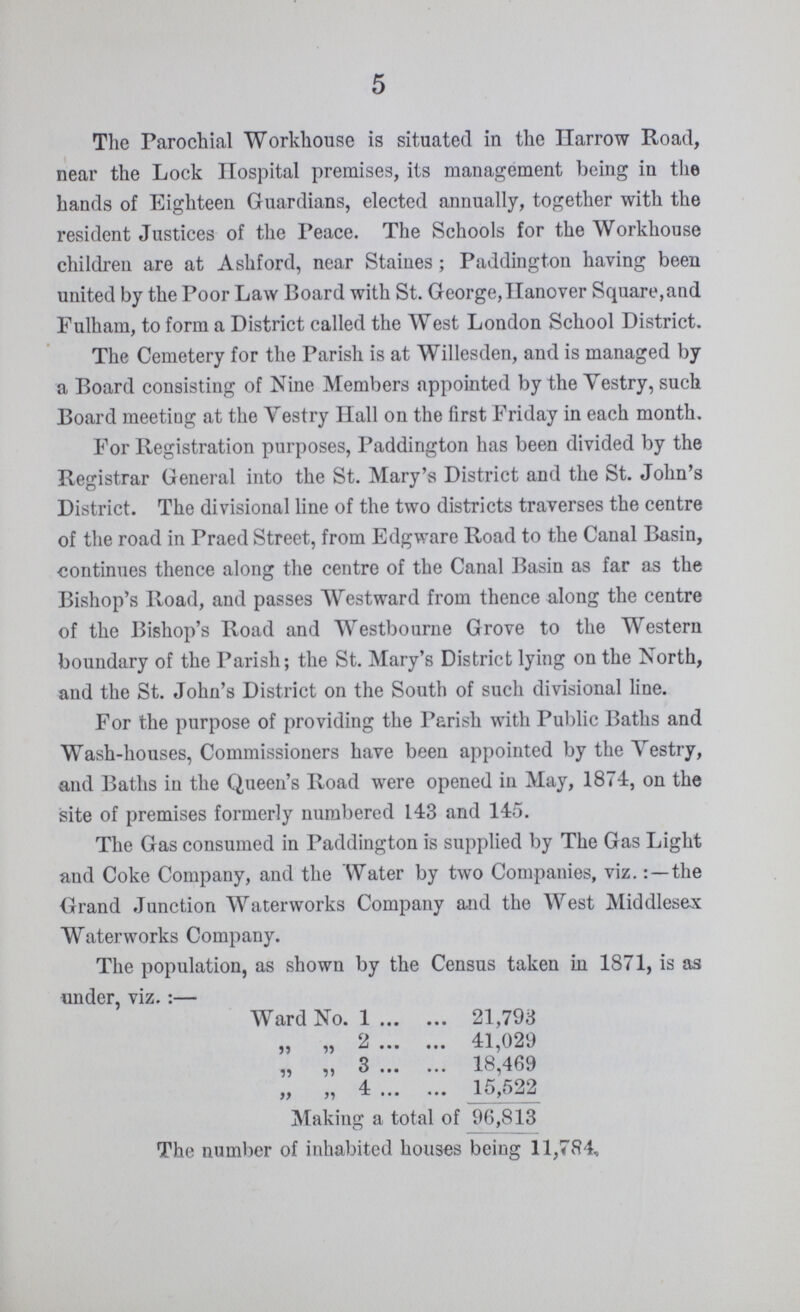 5
The Parochial Workhouse is situated in the Harrow Road,
near the Lock Hospital premises, its management being in the
hands of Eighteen Guardians, elected annually, together with the
resident Justices of the Peace. The Schools for the Workhouse
children are at Ashford, near Staines ; Paddington having been
united by the Poor Law Board with St. George, Hanover Square, and
Fulham, to form a District called the West London School District.
The Cemetery for the Parish is at Willesden, and is managed by
a Board consisting of Nine Members appointed by the Vestry, such
Board meeting at the Vestry Hall on the first Friday in each month.
For Registration purposes, Paddington has been divided by the
Registrar General into the St. Mary's District and the St. John's
District. The divisional line of the two districts traverses the centre
of the road in Praed Street, from Edgware Road to the Canal Basin,
continues thence along the centre of the Canal Basin as far as the
Bishop's Road, and passes Westward from thence along the centre
of the Bishop's Road and Westbourne Grove to the Western
boundary of the Parish; the St. Mary's District lying on the North,
and the St. John's District on the South of such divisional line.
For the purpose of providing the Parish with Public Baths and
Wash-houses, Commissioners have been appointed by the Vestry,
and Baths in the Queen's Road were opened in May, 1874, on the
site of premises formerly numbered 143 and 145.
The Gas consumed in Paddington is supplied by The Gas Light
and Coke Company, and the Water by two Companies, viz. :—the
Grand Junction Waterworks Company and the West Middlesex
Waterworks Company.
The population, as shown by the Census taken in 1871, is as
under, viz. :—
Ward No. 1 ... ... 21,793
„ „ 2 ... ... 41,029
„ „ 3 ... ... 18,469
„ „ 4 ... ... 15,522
Making a total of 96,813
The number of inhabited houses being 11,784.